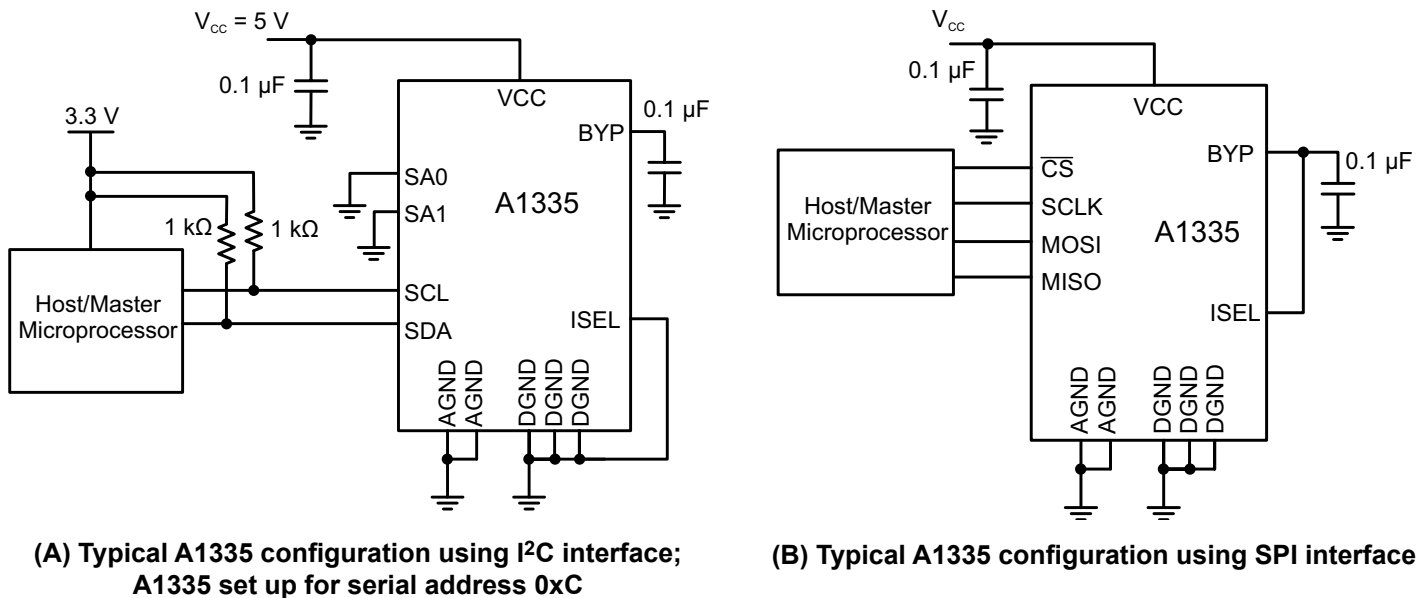 V_CC = 5 V
0.1 µF
3.3 V
1 kΩ
1 kΩ
Host/Master
Microprocessor
VCC
BYP
0.1 µF
SA0
SA1
A1335
SCL
SDA
ISEL
AGND
AGND
DGND
DGND
DGND
(A) Typical A1335 configuration using I²C interface;
A1335 set up for serial address 0xC
V_CC
0.1 µF
Host/Master
Microprocessor
VCC
BYP
0.1 µF
CS
SCLK
A1335
MOSI
MISO
ISEL
AGND
AGND
DGND
DGND
DGND
(B) Typical A1335 configuration using SPI interface